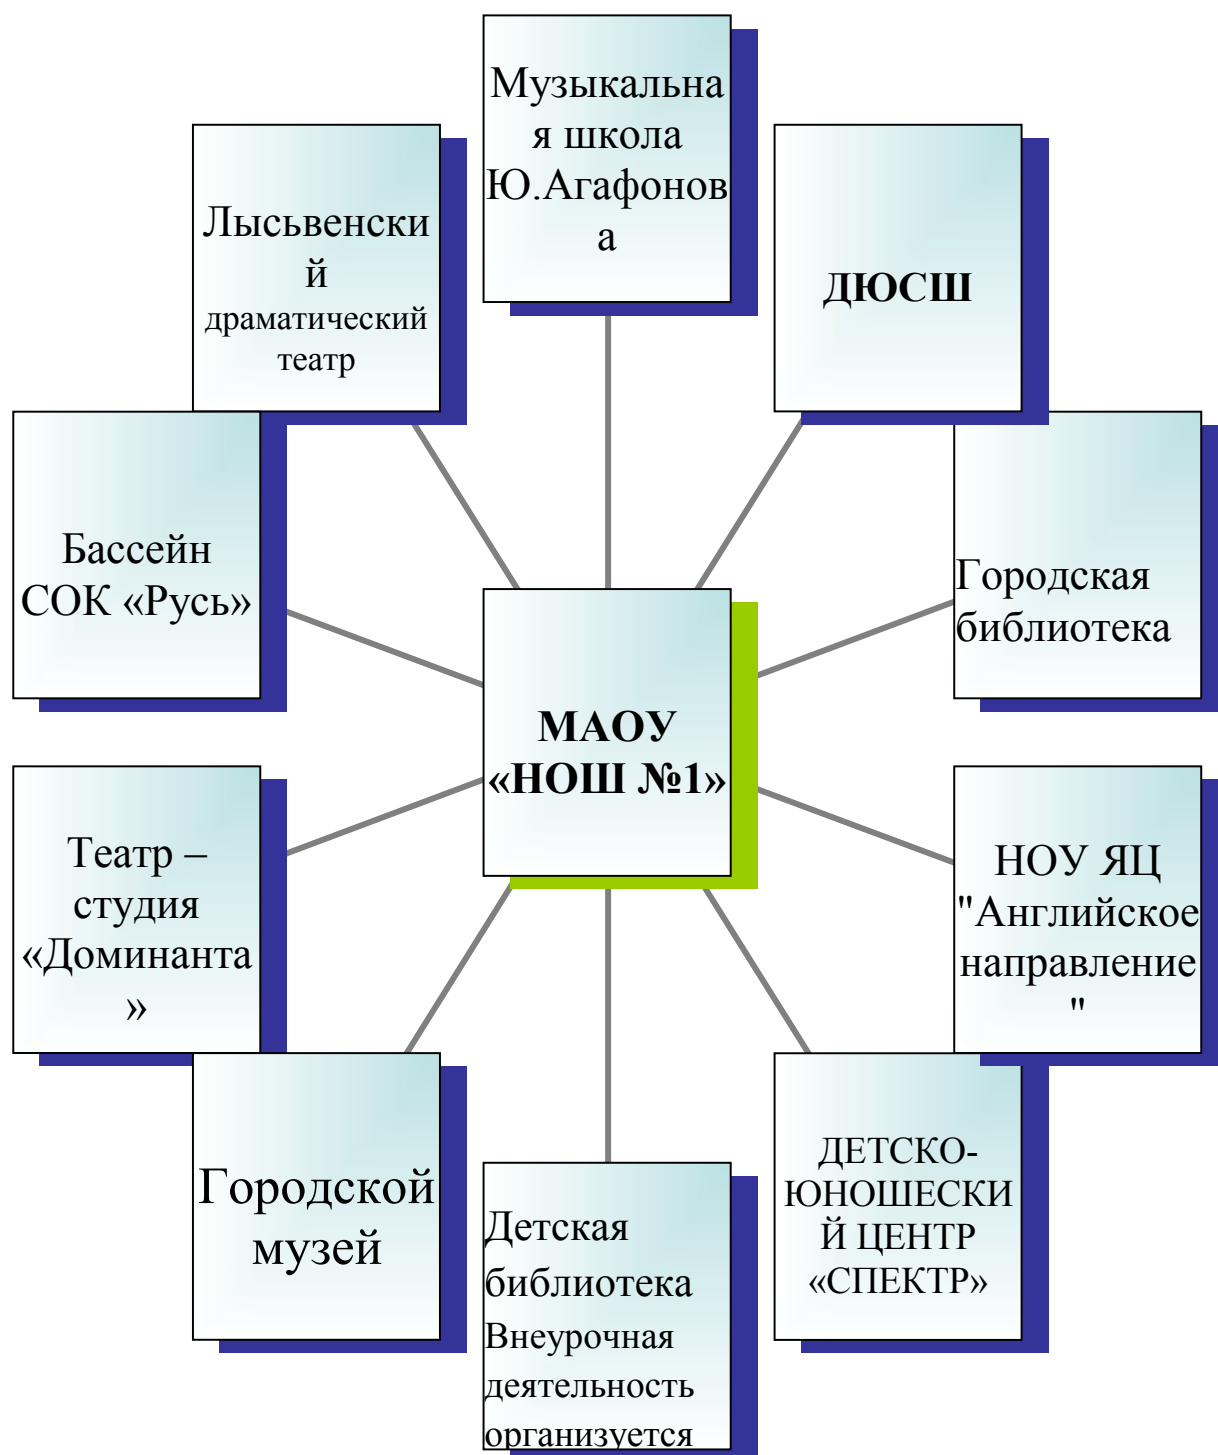 Музыкальна
я школа
Ю.Агафонов
а
ДЮСШ
Лысьвенски
й
драматический
театр
Бассейн
СОК «Русь»
Городская
библиотека
МАОУ
«НОШ №1»
Театр –
студия
«Доминанта
»
НОУ ЯЦ
"Английское
направление
"
Городской
музей
Детская
библиотека
Внеурочная
деятельность
организуется
ДЕТСКО-
ЮНОШЕСКИ
Й ЦЕНТР
«СПЕКТР»